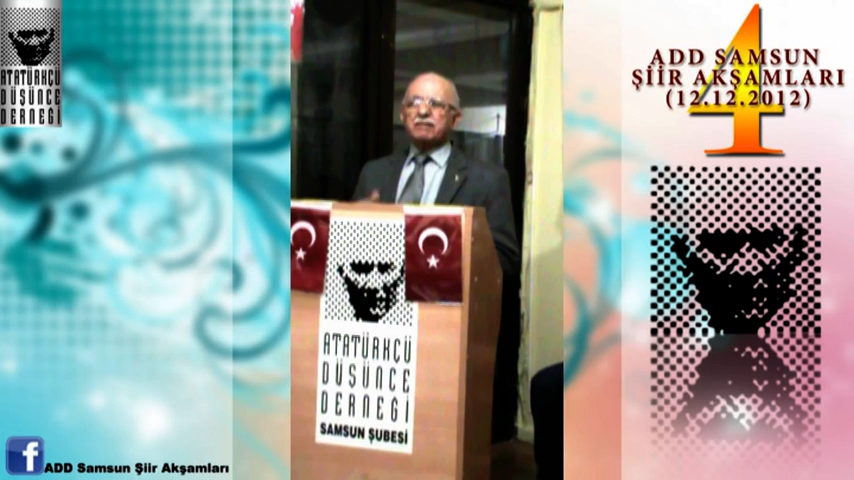 ATATÜRKÇÜ
DÜŞÜNCE
DERNEĞİ
4
ADD SAMSUN
ŞİİR AKŞAMLARI
(12.12.2012)
ATATÜRKÇÜ
DÜŞÜNCE
DERNEĞİ
SAMSUN ŞUBESİ
f
ADD Samsun Şiir Akşamları